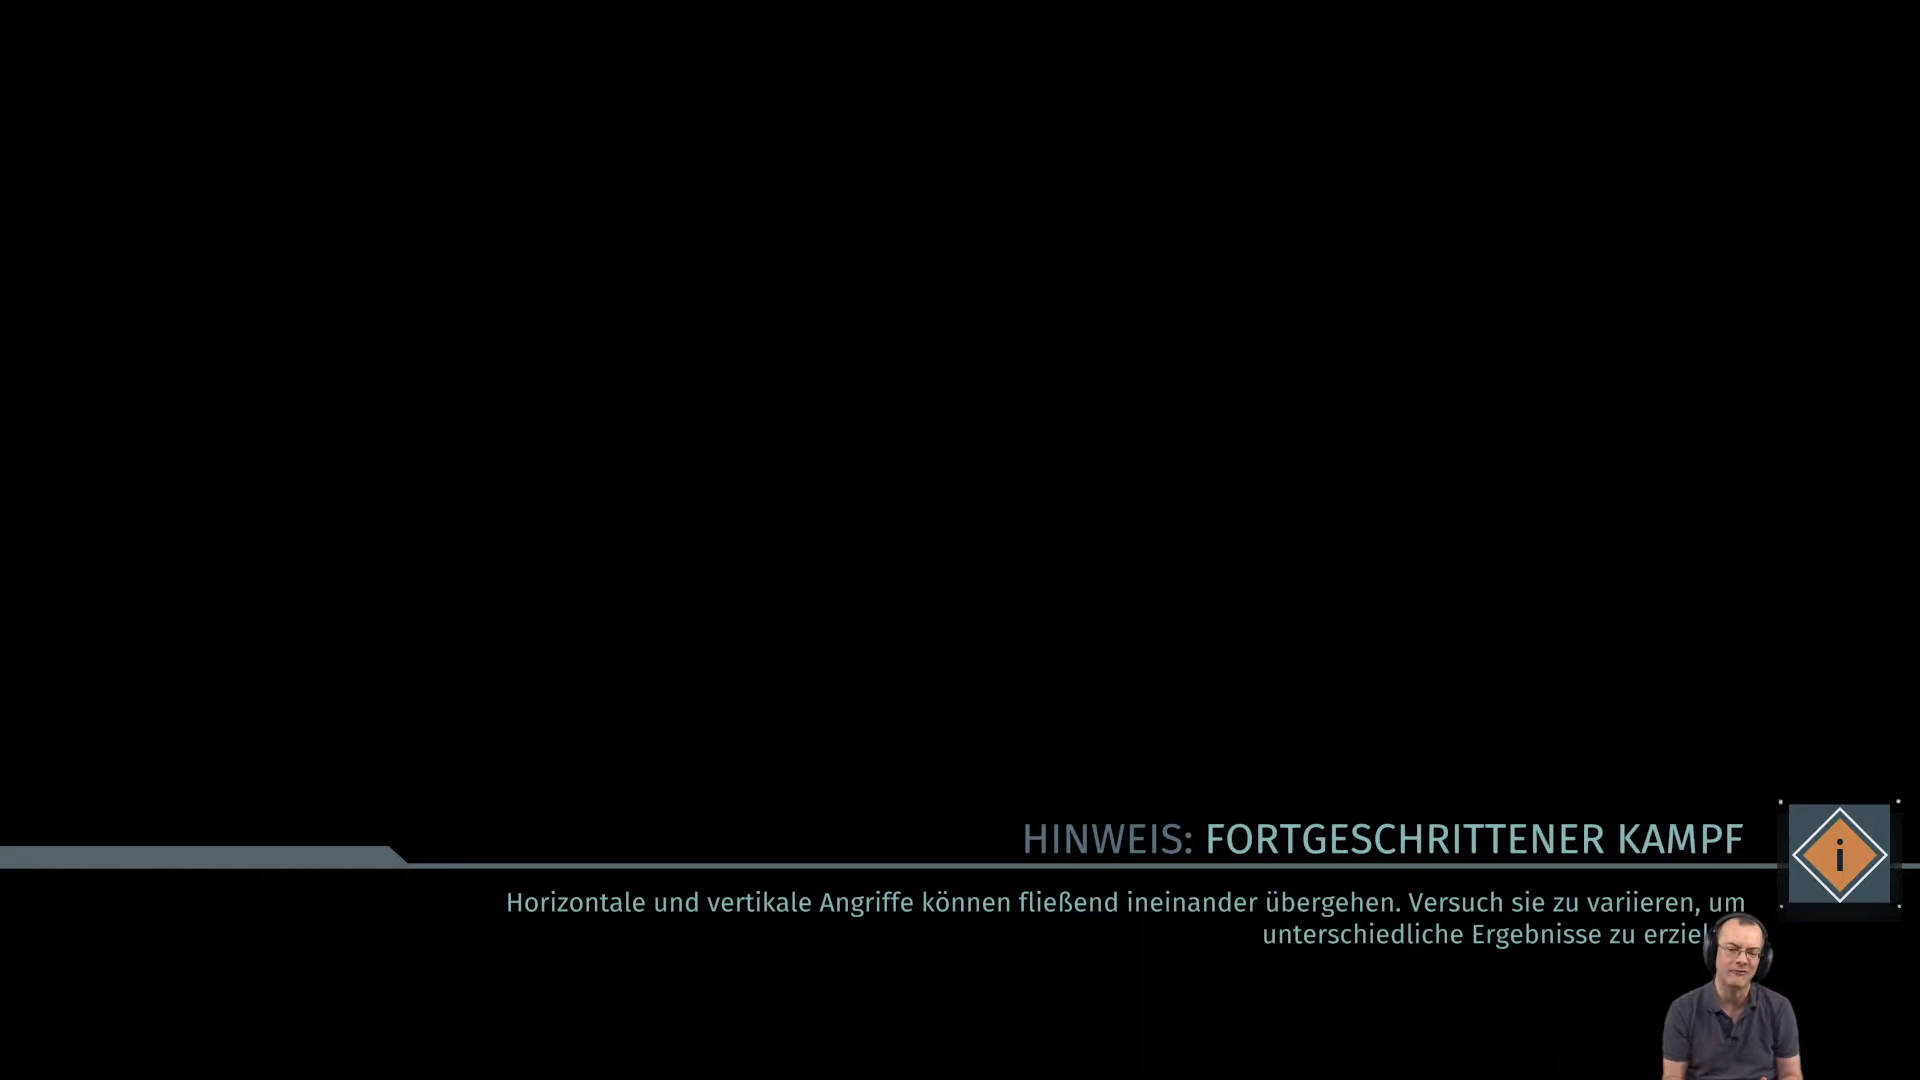 HINWEIS: FORTGESCHRITTENER KAMPF
i
Horizontale und vertikale Angriffe können fließend ineinander übergehen. Versuch sie zu variieren, um
unterschiedliche Ergebnisse zu